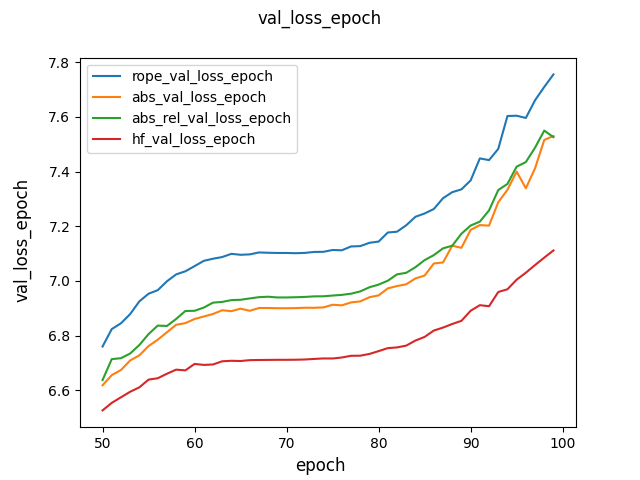 val_loss_epoch
7.8
7.6
7.4
7.2
7.0
6.8
6.6
val_loss_epoch
rope_val_loss_epoch
abs_val_loss_epoch
abs_rel_val_loss_epoch
hf_val_loss_epoch
50
60
70
80
90
100
epoch